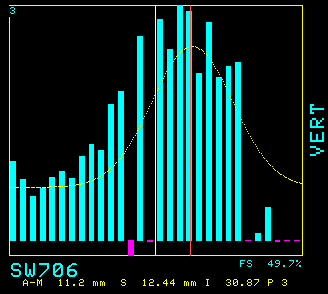 3
VERT
FS 49.7%
SW706
A-M 11.2 mm S 12.44 mm I 30.87 P 3